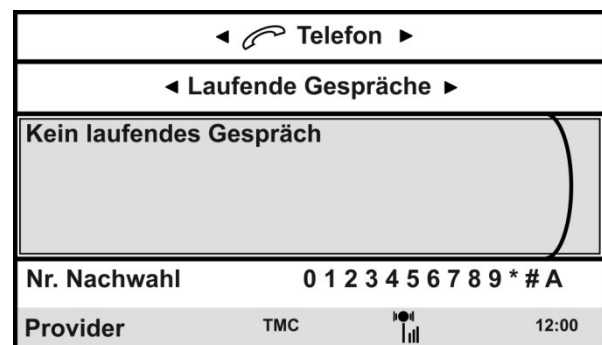 Telefon
Laufende Gespräche
Kein laufendes Gespräch
Nr. Nachwahl 0 1 2 3 4 5 6 7 8 9 * # A
Provider TMC 12:00